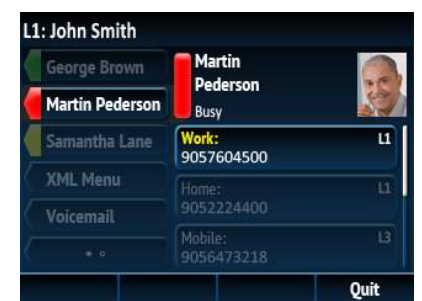 L1: John Smith
George Brown
Martin Pederson
Samantha Lane
XML Menu
Voicemail
Martin
Pederson
Busy
Work: L1
9057604500
Home: L1
9052224400
Mobile: L3
9056473218
Quit